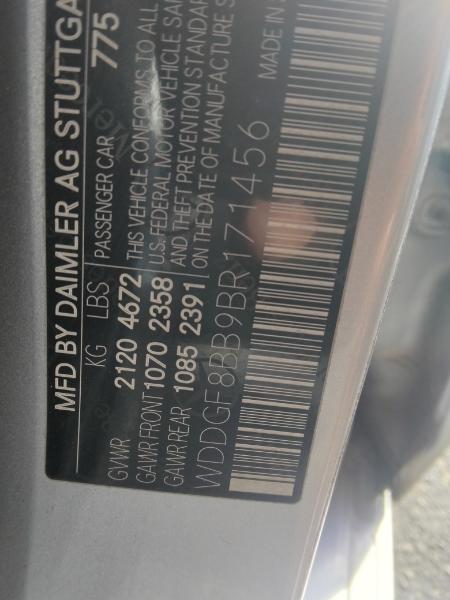 MFD BY DAIMLER AG STUTTGA
KG LBS PASSENGER CAR 775
GVWR 2120 4672 THIS VEHICLE CONFORMS TO ALL
GAWR FRONT 1070 2358 U.S. FEDERAL MOTOR VEHICLE SAF
GAWR REAR 1085 2391 AND THEFT PREVENTION STANDAR
ON THE DATE OF MANUFACTURE S
WDDGF8BB9BR171456 MADE IN